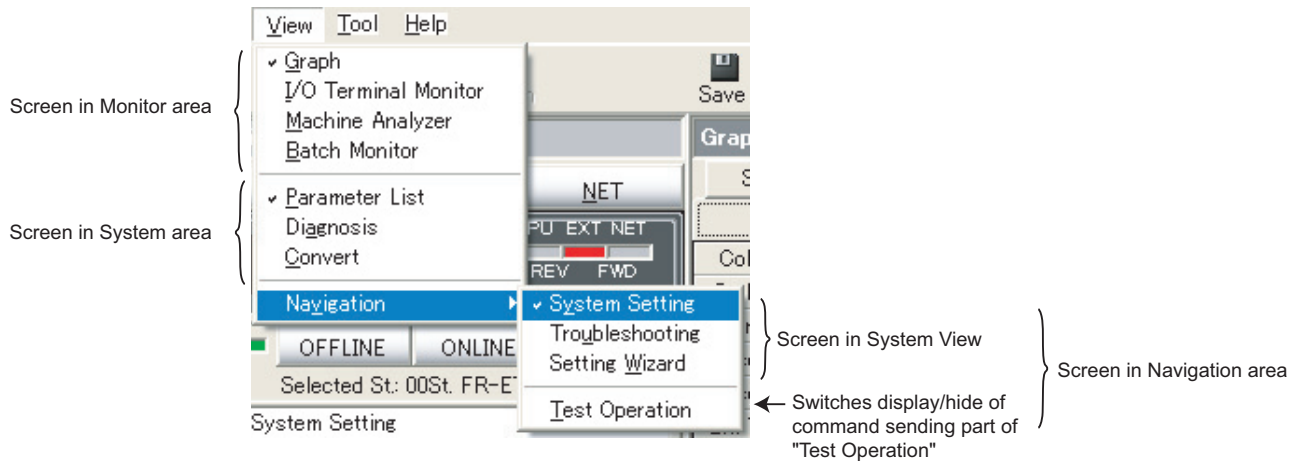 View Tool Help
Graph
I/O Terminal Monitor
Machine Analyzer
Batch Monitor
Screen in Monitor area
Save
Parameter List
Diagnosis
Convert
Screen in System area
NET
EXT NET
REV FWD
Navigation
System Setting
Troubleshooting
Setting Wizard
Test Operation
Screen in System View
Screen in Navigation area
Switches display/hide of
command sending part of
"Test Operation"
OFFLINE ONLINE
Selected St.: 00St.
System Setting